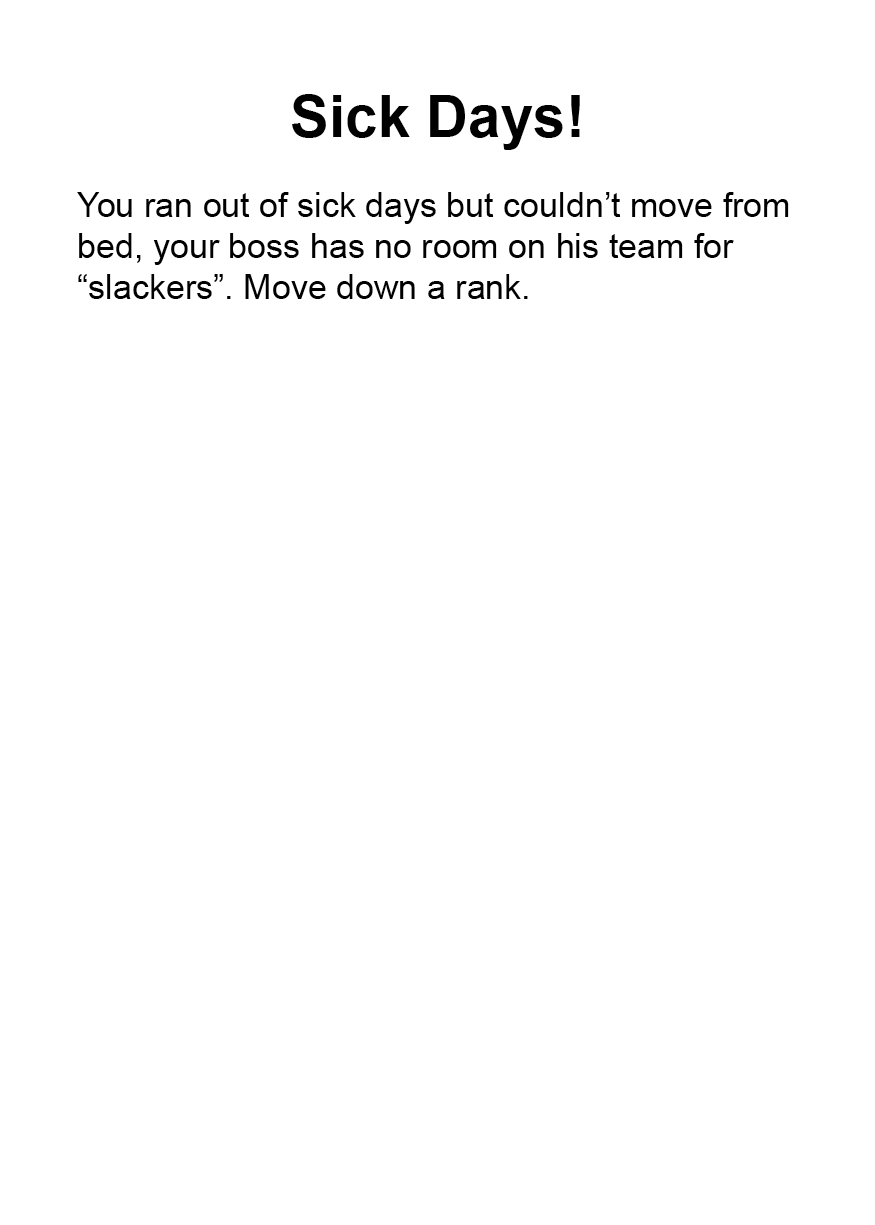 Sick Days!
You ran out of sick days but couldn’t move from
bed, your boss has no room on his team for
“slackers”. Move down a rank.